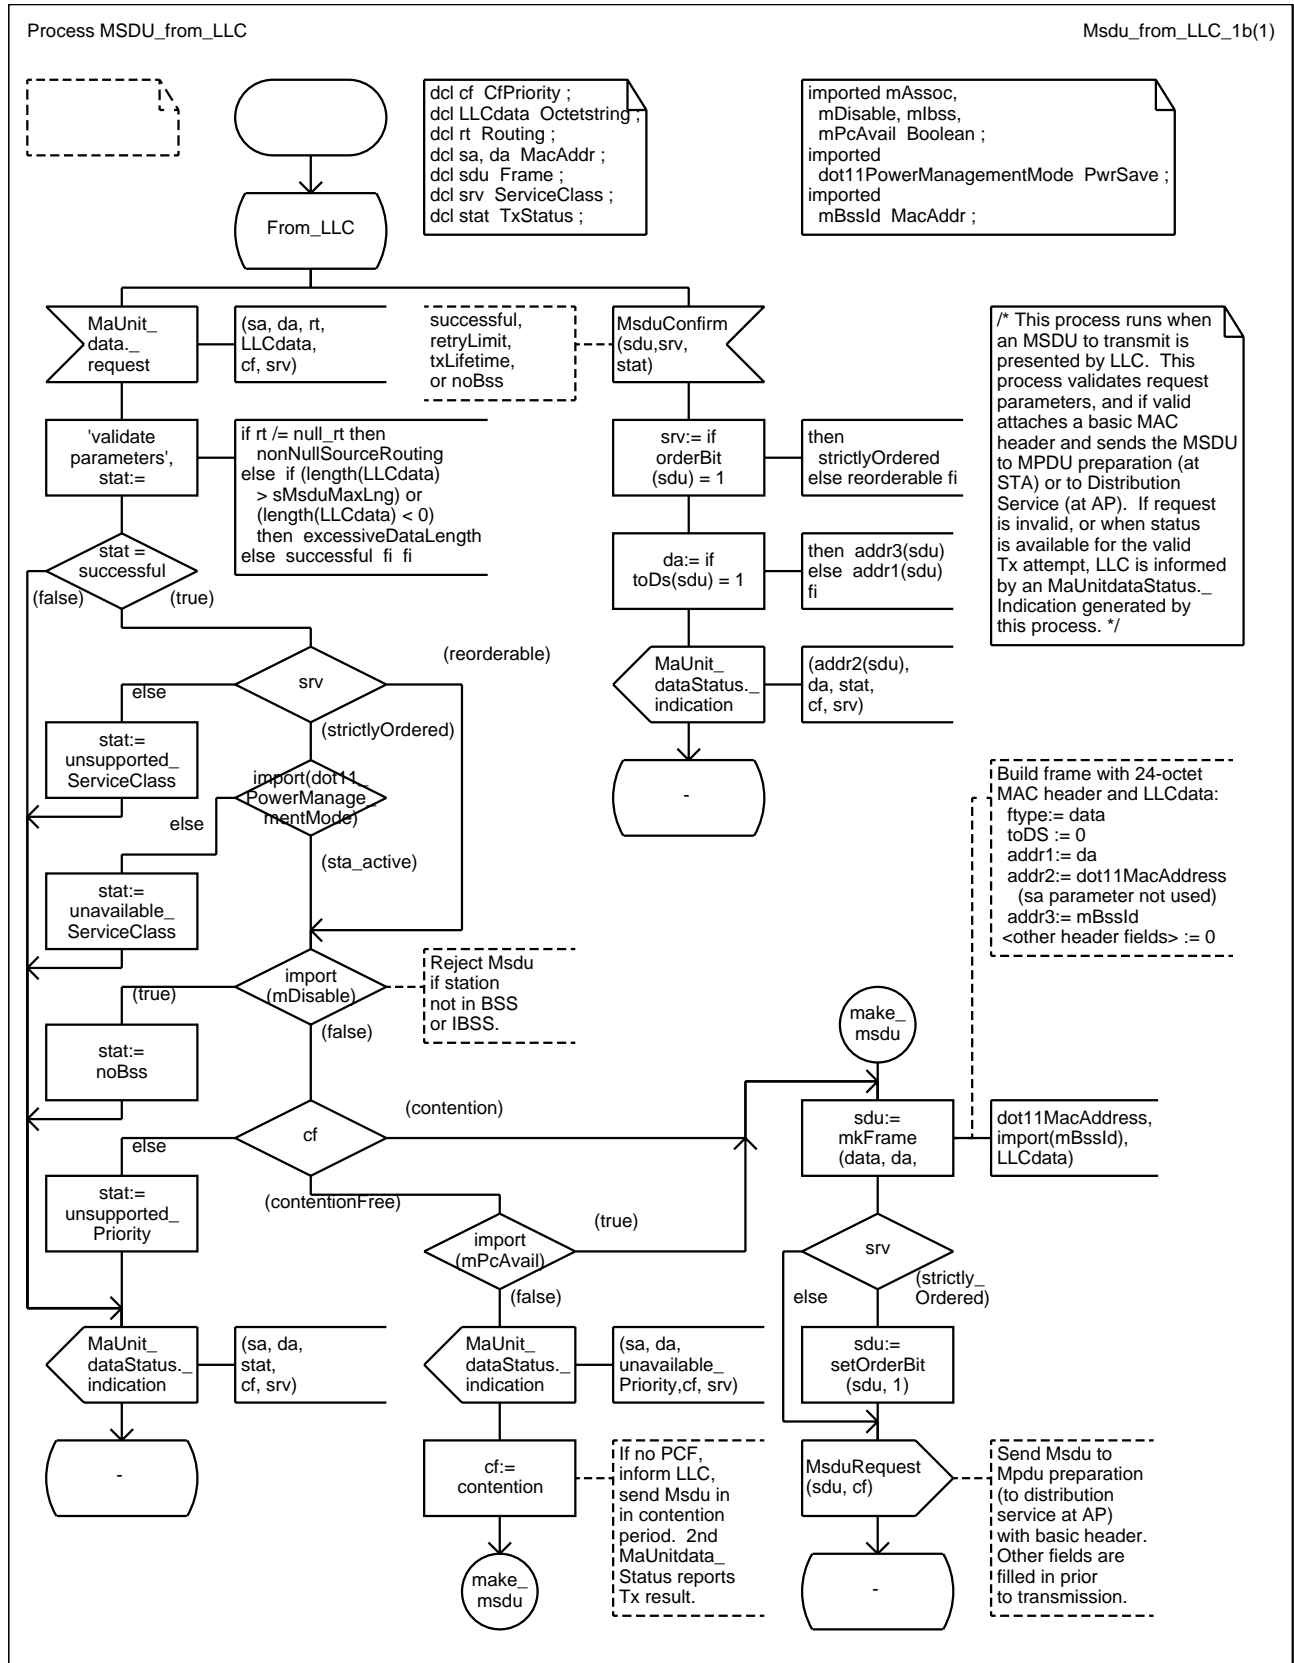 Process MSDU_from_LLC
Msdu_from_LLC_1b(1)
dcl cf CfPriority ;
dcl LLCdata Octetstring ;
dcl rt Routing ;
dcl sa, da MacAddr ;
dcl sdu Frame ;
dcl srv ServiceClass ;
dcl stat TxStatus ;
imported mAssoc,
mDisable, mIbss,
mPcAvail Boolean ;
imported
dot11PowerManagementMode PwrSave ;
imported
mBssId MacAddr ;
From_LLC
MaUnit_
data._
request
(sa, da, rt,
LLCdata,
cf, srv)
successful,
retryLimit,
txLifetime,
or noBss
MsduConfirm
(sdu,srv,
stat)
/* This process runs when
an MSDU to transmit is
presented by LLC. This
process validates request
parameters, and if valid
attaches a basic MAC
header and sends the MSDU
to MPDU preparation (at
STA) or to Distribution
Service (at AP). If request
is invalid, or when status
is available for the valid
Tx attempt, LLC is informed
by an MaUnitdataStatus._
Indication generated by
this process. */
'validate
parameters',
stat:=
if rt /= null_rt then
nonNullSourceRouting
else if (length(LLCdata)
> sMsduMaxLng) or
(length(LLCdata) < 0)
then excessiveDataLength
else successful fi fi
srv:= if
orderBit
(sdu) = 1
then
strictlyOrdered
else reorderable fi
stat =
successful
(false)
(true)
da:= if
toDs(sdu) = 1
then addr3(sdu)
else addr1(sdu)
fi
srv
(reorderable)
else
(strictlyOrdered)
MaUnit_
dataStatus._
indication
(addr2(sdu),
da, stat,
cf, srv)
stat:=
unsupported_
ServiceClass
import(dot11_
PowerManage_
mentMode)
else
(sta_active)
-
Build frame with 24-octet
MAC header and LLCdata:
ftype:= data
toDS := 0
addr1:= da
addr2:= dot11MacAddress
(sa parameter not used)
addr3:= mBssId
<other header fields> := 0
stat:=
unavailable_
ServiceClass
import
(mDisable)
(true)
(false)
Reject Msdu
if station
not in BSS
or IBSS.
make_
msdu
stat:=
noBss
cf
(contention)
else
(contentionFree)
sdu:=
mkFrame
(data, da,
dot11MacAddress,
import(mBssId),
LLCdata)
stat:=
unsupported_
Priority
import
(mPcAvail)
(true)
(false)
srv
else
(strictly_
Ordered)
MaUnit_
dataStatus._
indication
(sa, da,
stat,
cf, srv)
MaUnit_
dataStatus._
indication
(sa, da,
unavailable_
Priority,cf, srv)
sdu:=
setOrderBit
(sdu, 1)
-
cf:=
contention
If no PCF,
inform LLC,
send Msdu in
in contention
period. 2nd
MaUnitdata_
Status reports
Tx result.
MsduRequest
(sdu, cf)
Send Msdu to
Mpdu preparation
(to distribution
service at AP)
with basic header.
Other fields are
filled in prior
to transmission.
make_
msdu
-